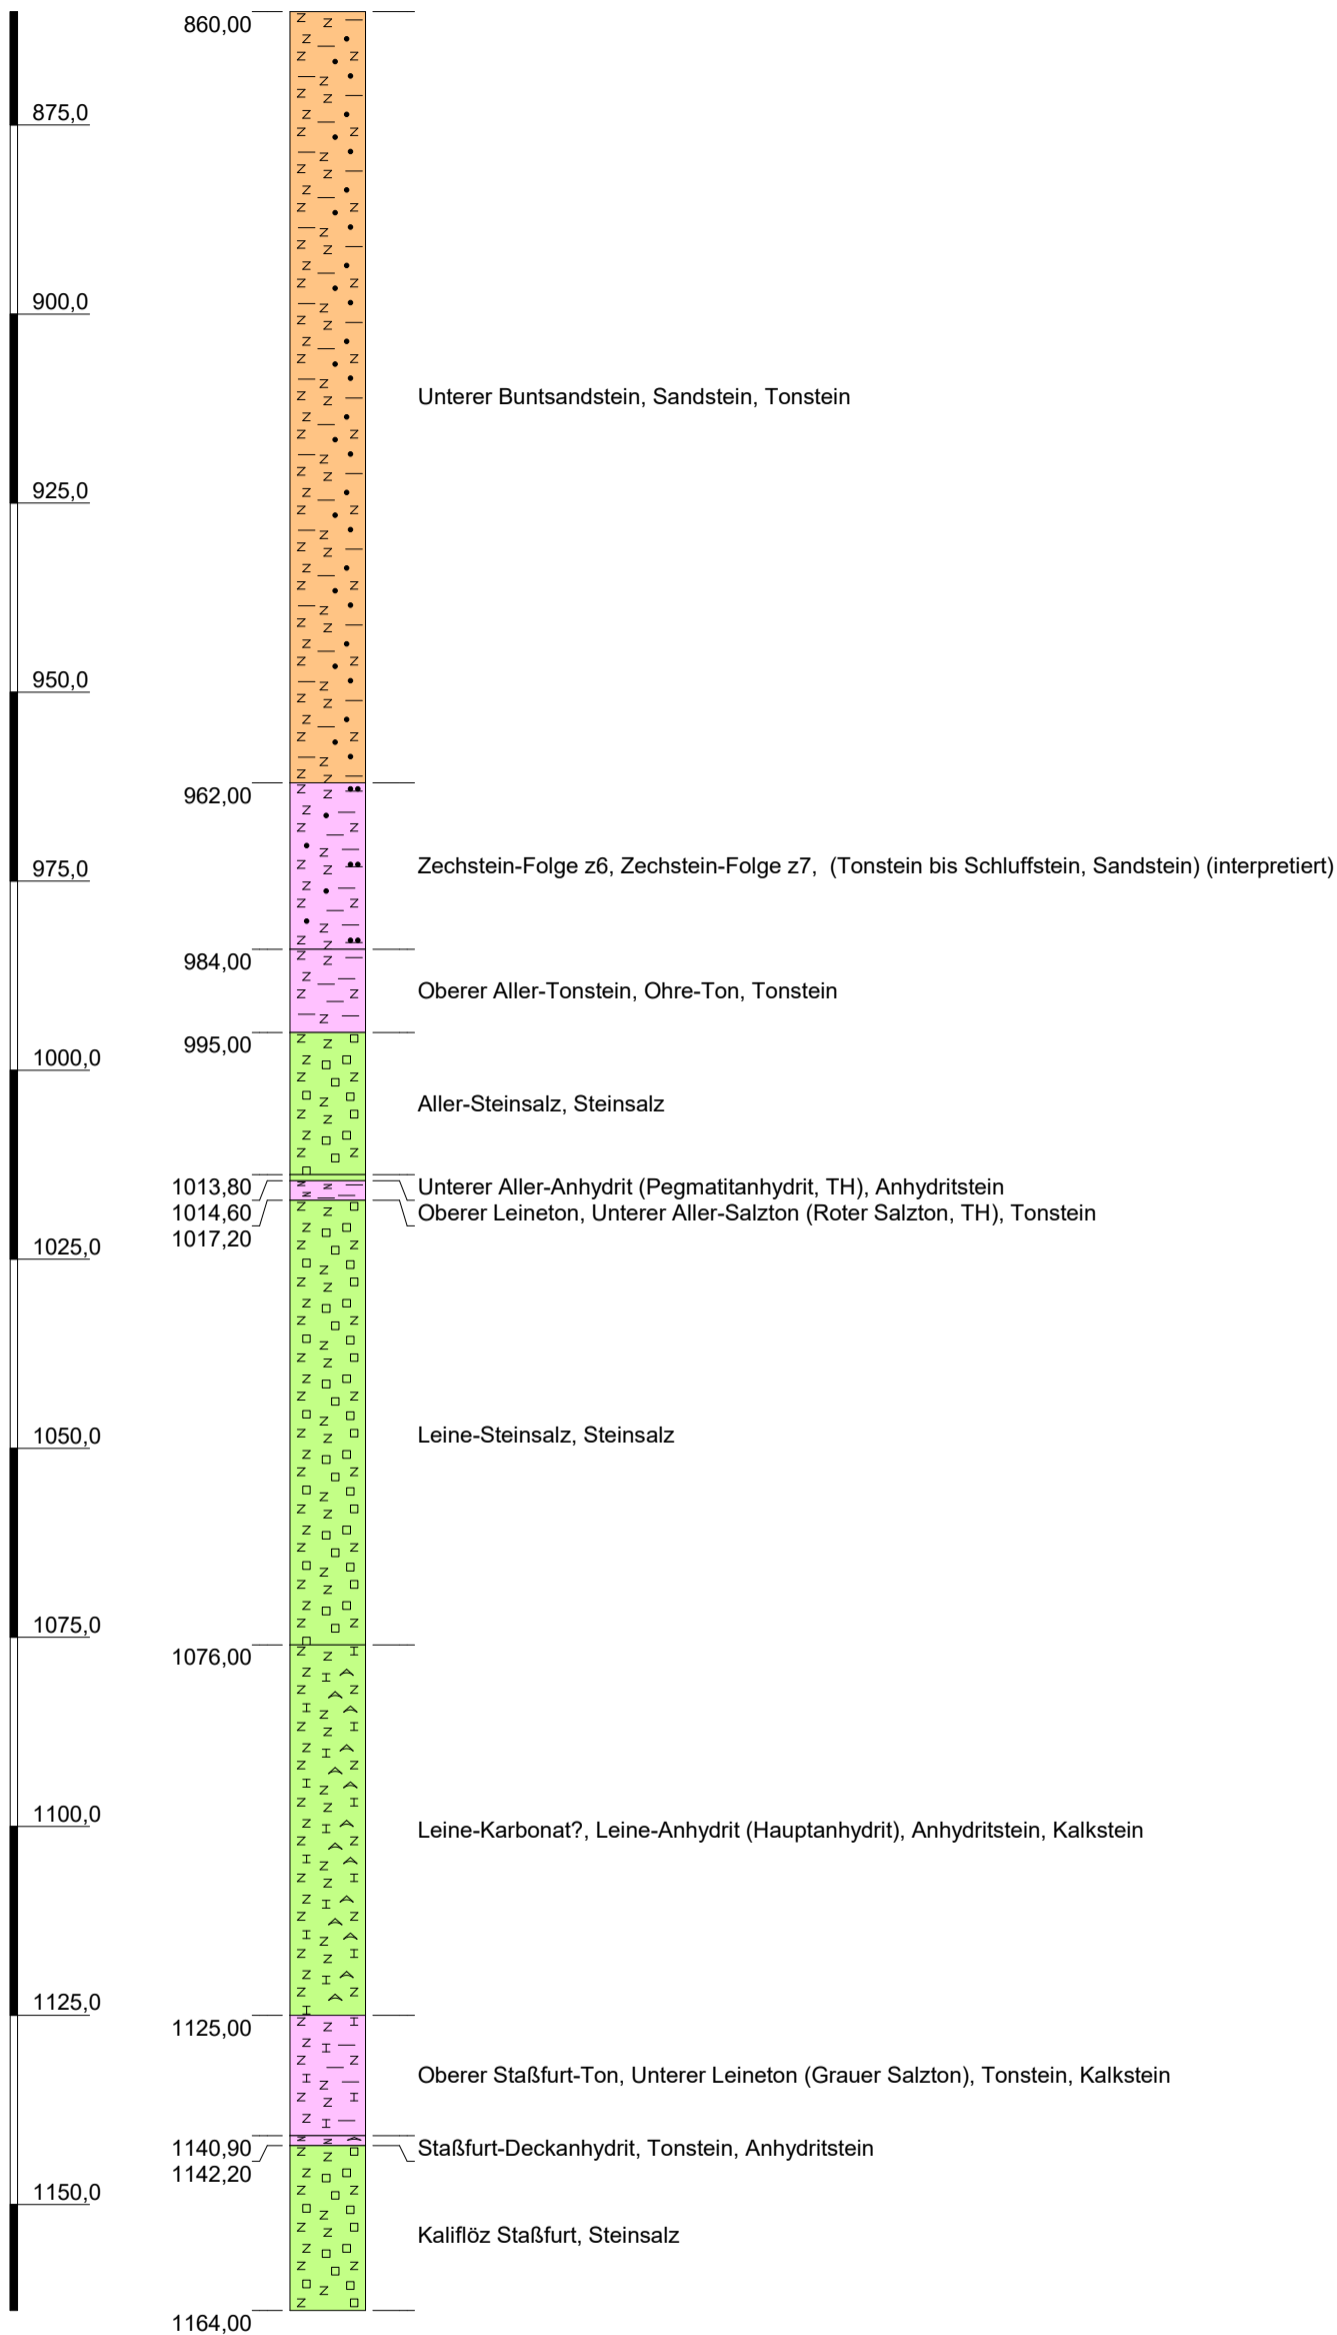 860,00
875,0
900,0
Unterer Buntsandstein, Sandstein, Tonstein
925,0
950,0
962,00
Zechstein-Folge z6, Zechstein-Folge z7,  (Tonstein bis Schluffstein, Sandstein) (interpretiert)
975,0
984,00
Oberer Aller-Tonstein, Ohre-Ton, Tonstein
995,00
1000,0
Aller-Steinsalz, Steinsalz
1013,80
Unterer Aller-Anhydrit (Pegmatitanhydrit, TH), Anhydritstein
1014,60
Oberer Leineton, Unterer Aller-Salzton (Roter Salzton, TH), Tonstein
1017,20
1025,0
Leine-Steinsalz, Steinsalz
1050,0
1075,0
1076,00
1100,0
Leine-Karbonat?, Leine-Anhydrit (Hauptanhydrit), Anhydritstein, Kalkstein
1125,0
1125,00
Oberer Staßfurt-Ton, Unterer Leineton (Grauer Salzton), Tonstein, Kalkstein
1140,90
Staßfurt-Deckanhydrit, Tonstein, Anhydritstein
1142,20
1150,0
Kaliflöz Staßfurt, Steinsalz
1164,00